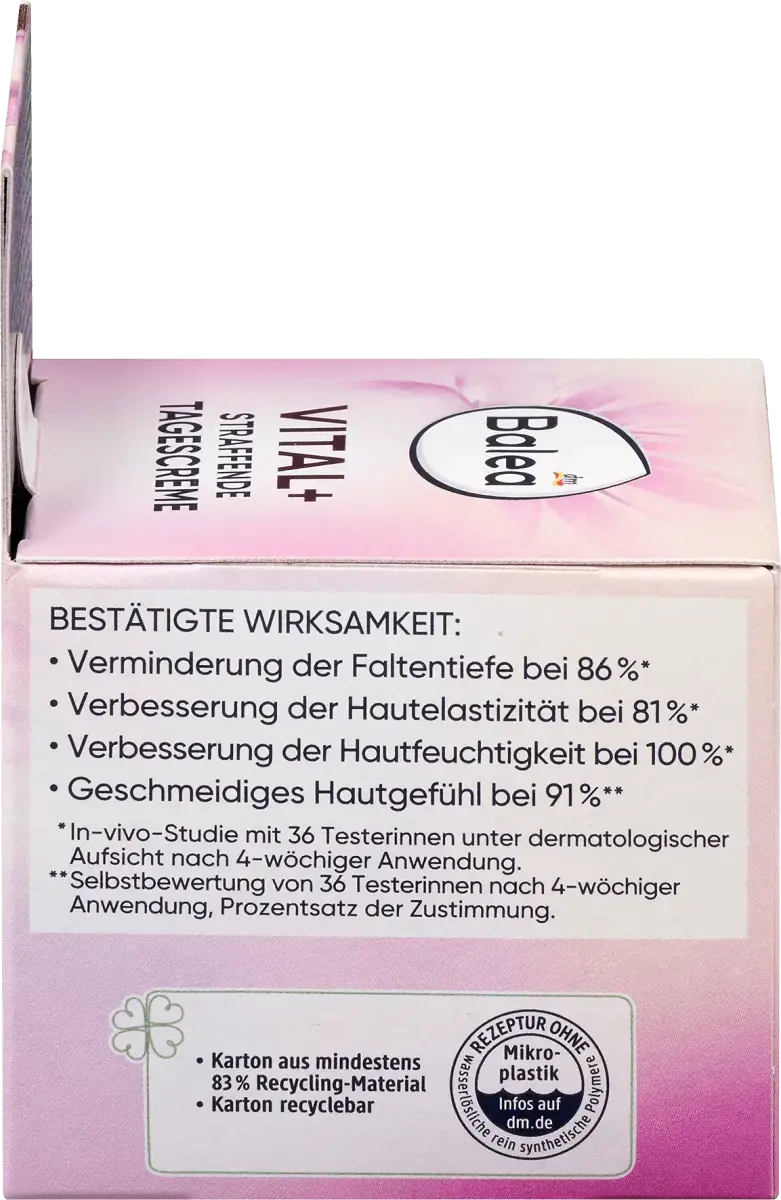 Balea
dm
VITAL+
STRAFFENDE
TAGESCREME
BESTÄTIGTE WIRKSAMKEIT:
• Verminderung der Faltentiefe bei 86 %*
• Verbesserung der Hautelastizität bei 81 %*
• Verbesserung der Hautfeuchtigkeit bei 100 %*
• Geschmeidiges Hautgefühl bei 91 %**
*In-vivo-Studie mit 36 Testerinnen unter dermatologischer
Aufsicht nach 4-wöchiger Anwendung.
**Selbstbewertung von 36 Testerinnen nach 4-wöchiger
Anwendung, Prozentsatz der Zustimmung.
• Karton aus mindestens
83 % Recycling-Material
• Karton recyclebar
REZEPTUR OHNE
Mikro-
plastik
Infos auf
dm.de
wasserlösliche rein synthetische Polymere